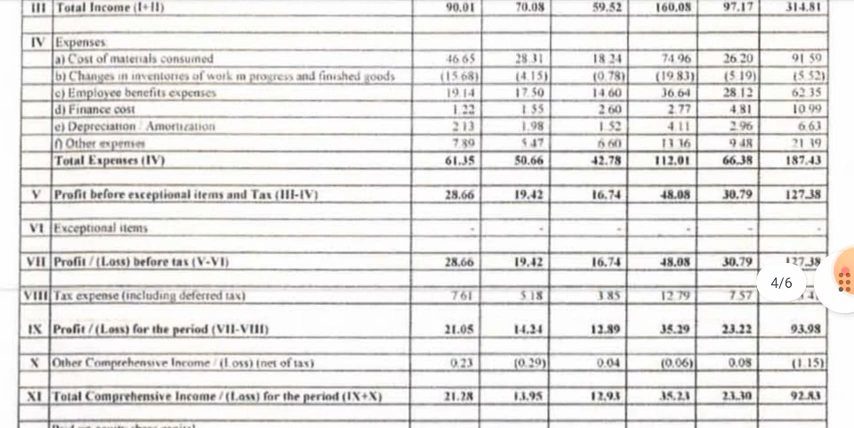 III Total Income (I+II) 90.01 70.08 59.52 160.08 97.17 314.81
IV Expenses
a) Cost of materials consumed 46.65 28.31 18.24 74.96 26.20 91.59
b) Changes in inventories of work in progress and finished goods (15.68) (4.15) (0.78) (19.83) (5.19) (5.52)
c) Employee benefits expenses 19.14 17.50 14.60 36.64 28.12 62.35
d) Finance cost 1.22 1.55 2.60 2.77 4.81 10.99
e) Depreciation / Amortization 2.13 1.98 1.52 4.11 2.96 6.63
f) Other expenses 7.89 5.47 6.60 13.36 9.48 21.39
Total Expenses (IV) 61.35 50.66 42.78 112.01 66.38 187.43
V Profit before exceptional items and Tax (III-IV) 28.66 19.42 16.74 48.08 30.79 127.38
VI Exceptional items - - - - - -
VII Profit / (Loss) before tax (V-VI) 28.66 19.42 16.74 48.08 30.79 127.38
4/6
VIII Tax expense (including deferred tax) 7.61 5.18 3.85 12.79 7.57
IX Profit / (Loss) for the period (VII-VIII) 21.05 14.24 12.89 35.29 23.22 93.98
X Other Comprehensive Income / (Loss) (net of tax) 0.23 (0.29) 0.04 (0.06) 0.08 (1.15)
XI Total Comprehensive Income / (Loss) for the period (IX+X) 21.28 13.95 12.93 35.23 23.30 92.83